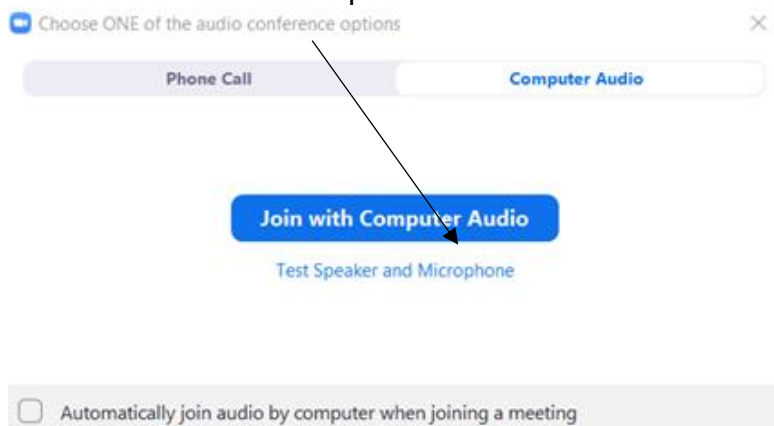 Choose ONE of the audio conference options
Phone Call Computer Audio
Join with Computer Audio
Test Speaker and Microphone
Automatically join audio by computer when joining a meeting